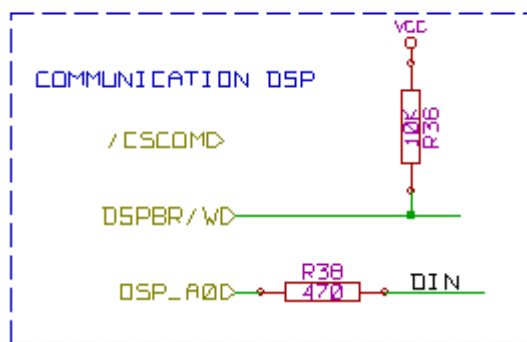 VCC
COMMUNICATION DSP
10K
R36
/CSCOM
DSPBR/W
R38
DSP_A0
470
DIN